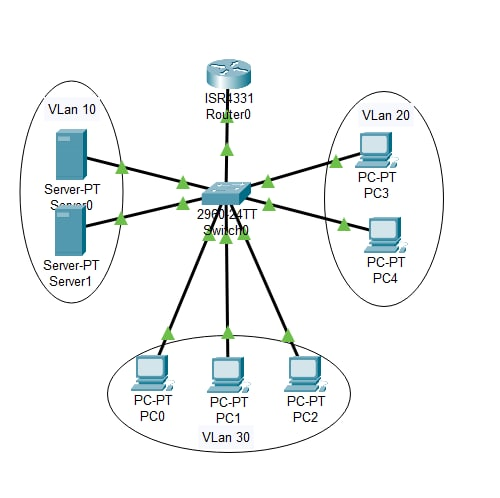 ISR4331
Router0
VLan 10
VLan 20
Server-PT
Server0
PC-PT
PC3
2960-24TT
Switch0
Server-PT
Server1
PC-PT
PC4
PC-PT
PC0
PC-PT
PC1
PC-PT
PC2
VLan 30